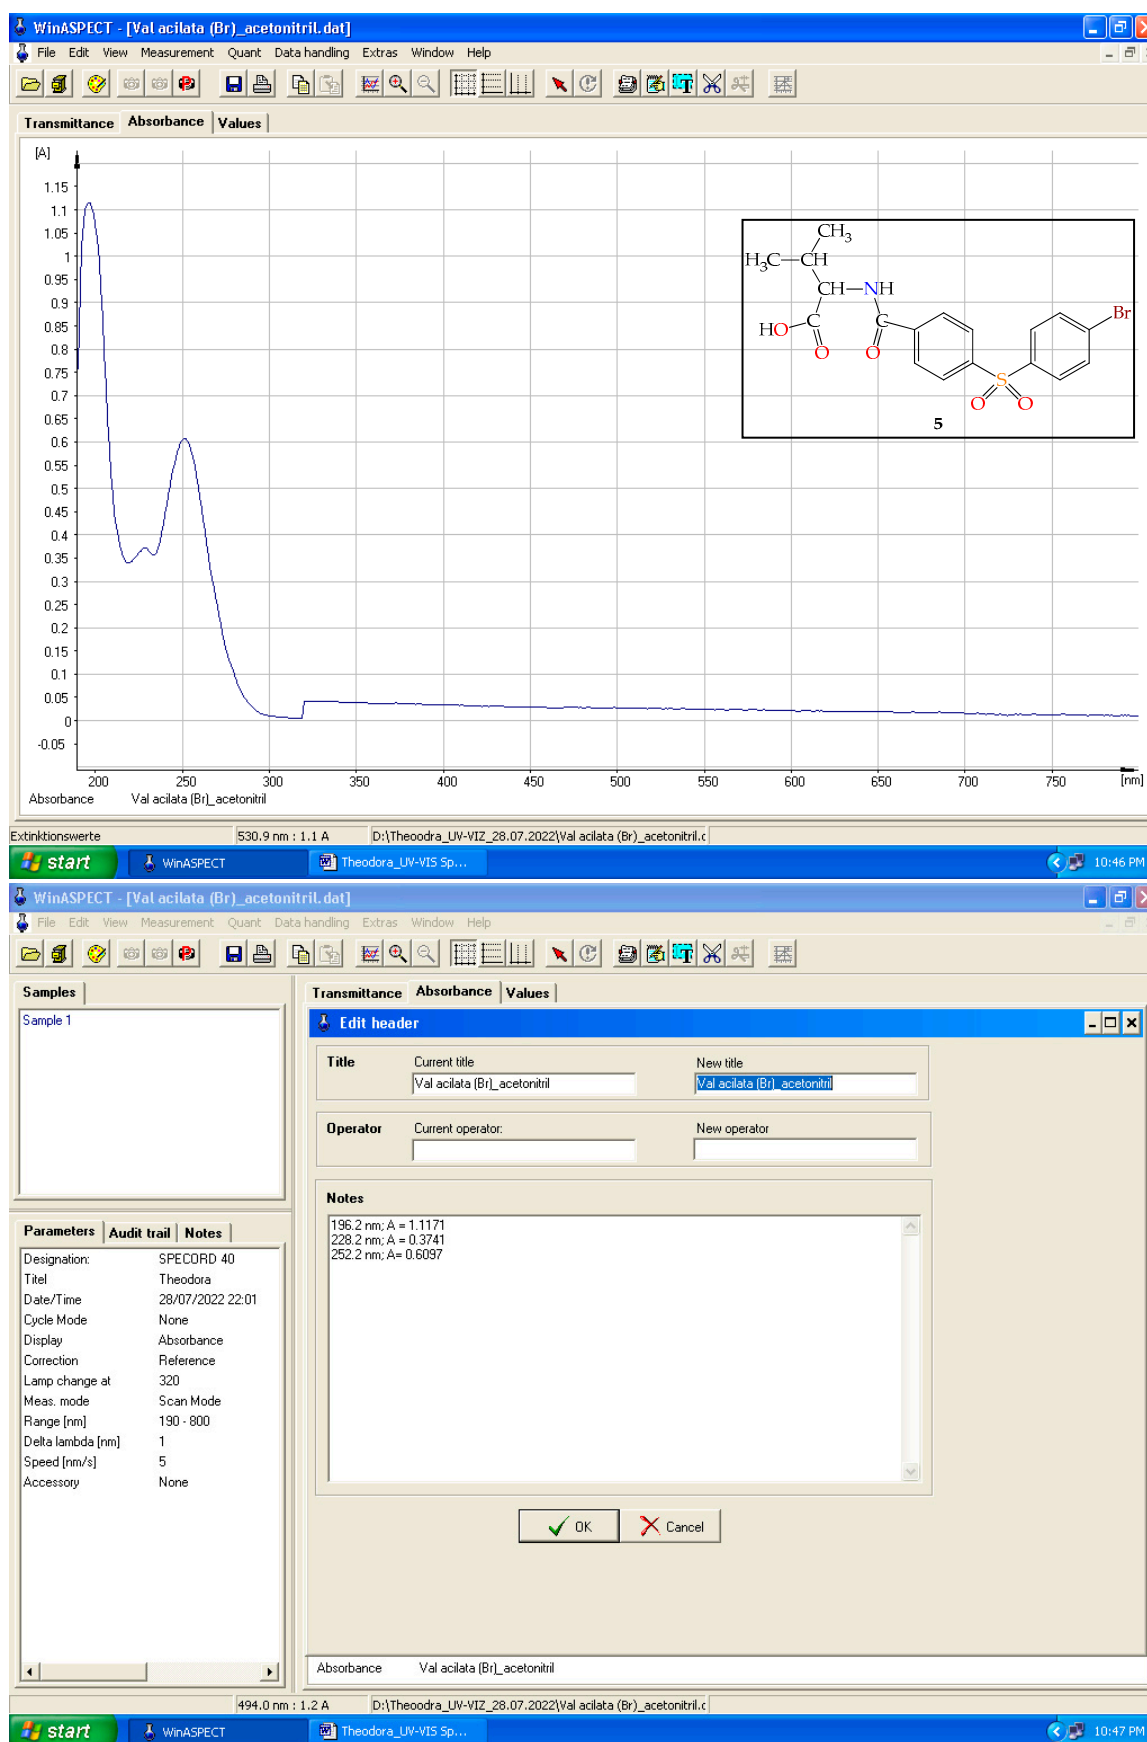 WinASPECT - [Val acilata (Br)_acetonitril.dat]
File Edit View Measurement Quant Data handling Extras Window Help
Transmittance Absorbance Values
[A]
1.15
1.1
1.05
1
0.95
0.9
0.85
0.8
0.75
0.7
0.65
0.6
0.55
0.5
0.45
0.4
0.35
0.3
0.25
0.2
0.15
0.1
0.05
0
-0.05
CH3
H3C CH
CH NH
Br
HO C C
O O
S
O O
5
200 250 300 350 400 450 500 550 600 650 700 750 [nm]
Absorbance Val acilata (Br)_acetonitril
Extinktionswerte 530.9 nm : 1.1 A D:\Theoodra_UV-VIZ_28.07.2022\Val acilata (Br)_acetonitril.c
start WinASPECT Theodora_UV-VIS Sp... 10:46 PM
WinASPECT - [Val acilata (Br)_acetonitril.dat]
File Edit View Measurement Quant Data handling Extras Window Help
Samples
Sample 1
Transmittance Absorbance Values
Edit header
Title Current title New title
Val acilata (Br)_acetonitril Val acilata (Br)_acetonitril
Operator Current operator: New operator
Notes
196.2 nm; A = 1.1171
228.2 nm; A = 0.3741
252.2 nm; A= 0.6097
OK Cancel
Parameters Audit trail Notes
Designation: SPECORD 40
Titel Theodora
Date/Time 28/07/2022 22:01
Cycle Mode None
Display Absorbance
Correction Reference
Lamp change at 320
Meas. mode Scan Mode
Range [nm] 190 - 800
Delta lambda [nm] 1
Speed [nm/s] 5
Accessory None
Absorbance Val acilata (Br)_acetonitril
494.0 nm : 1.2 A D:\Theoodra_UV-VIZ_28.07.2022\Val acilata (Br)_acetonitril.c
start WinASPECT Theodora_UV-VIS Sp... 10:47 PM